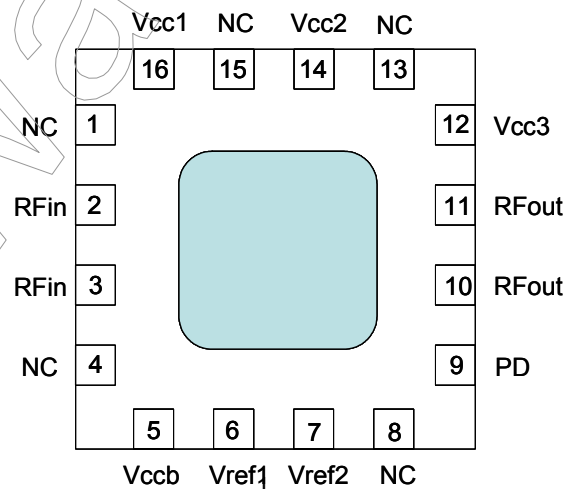 Vcc1 NC Vcc2 NC
16 15 14 13
NC 1 12 Vcc3
RFin 2 11 RFout
RFin 3 10 RFout
NC 4 9 PD
5 6 7 8
Vccb Vref1 Vref2 NC